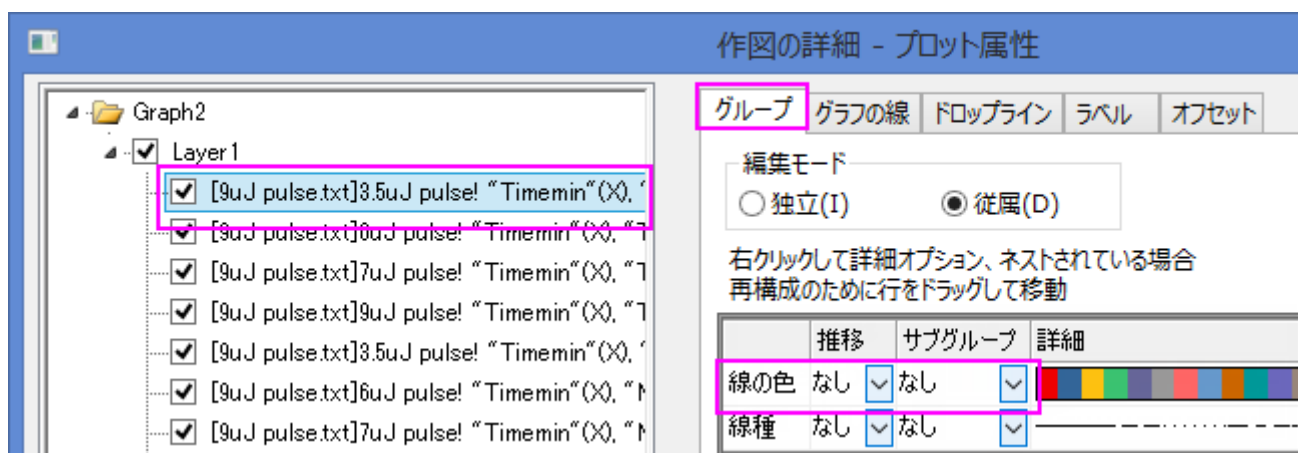 作図の詳細 - プロット属性
Graph2
Layer1
[9uJ pulse.txt]3.5uJ pulse! "Timemin"(X), "
[9uJ pulse.txt]6uJ pulse! "Timemin"(X), "T
[9uJ pulse.txt]7uJ pulse! "Timemin"(X), "T
[9uJ pulse.txt]9uJ pulse! "Timemin"(X), "T
[9uJ pulse.txt]3.5uJ pulse! "Timemin"(X), "
[9uJ pulse.txt]6uJ pulse! "Timemin"(X), "M
[9uJ pulse.txt]7uJ pulse! "Timemin"(X), "M
グループ グラフの線 ドロップライン ラベル オフセット
編集モード
独立(I) 従属(D)
右クリックして詳細オプション、ネストされている場合
再構成のために行をドラッグして移動
推移 サブグループ 詳細
線の色 なし なし
線種 なし なし